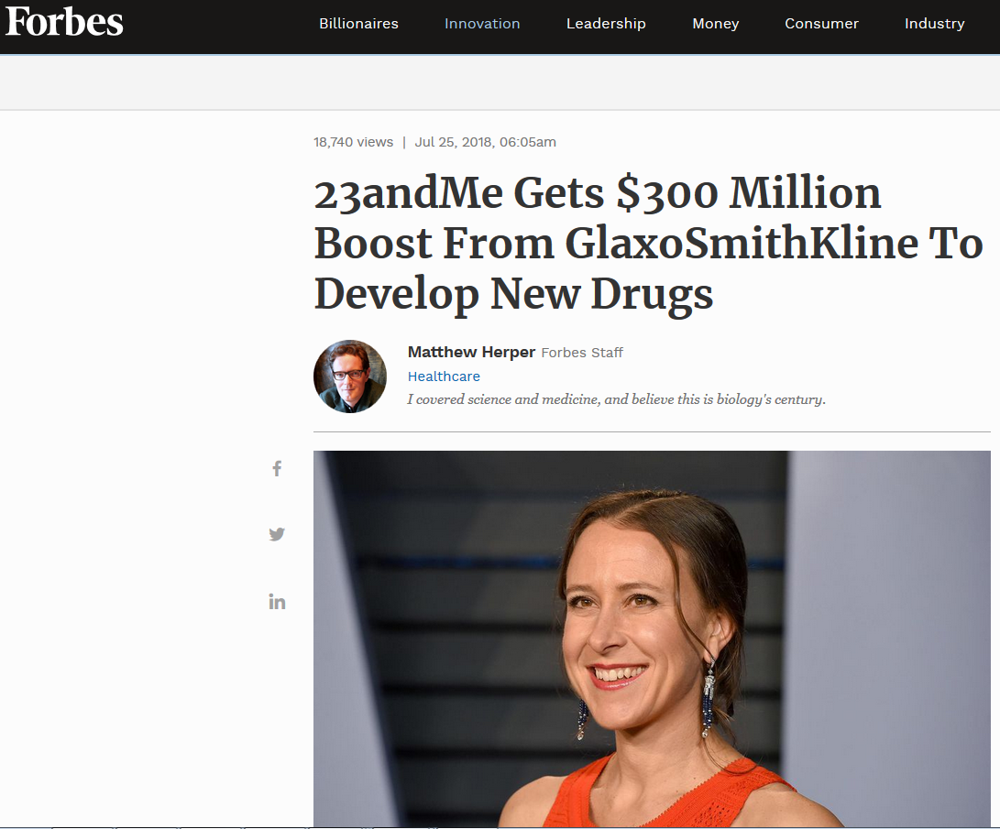 Forbes
Billionaires Innovation Leadership Money Consumer Industry
18,740 views | Jul 25, 2018, 06:05am
23andMe Gets $300 Million
Boost From GlaxoSmithKline To
Develop New Drugs
Matthew Herper Forbes Staff
Healthcare
I covered science and medicine, and believe this is biology's century.
f
in